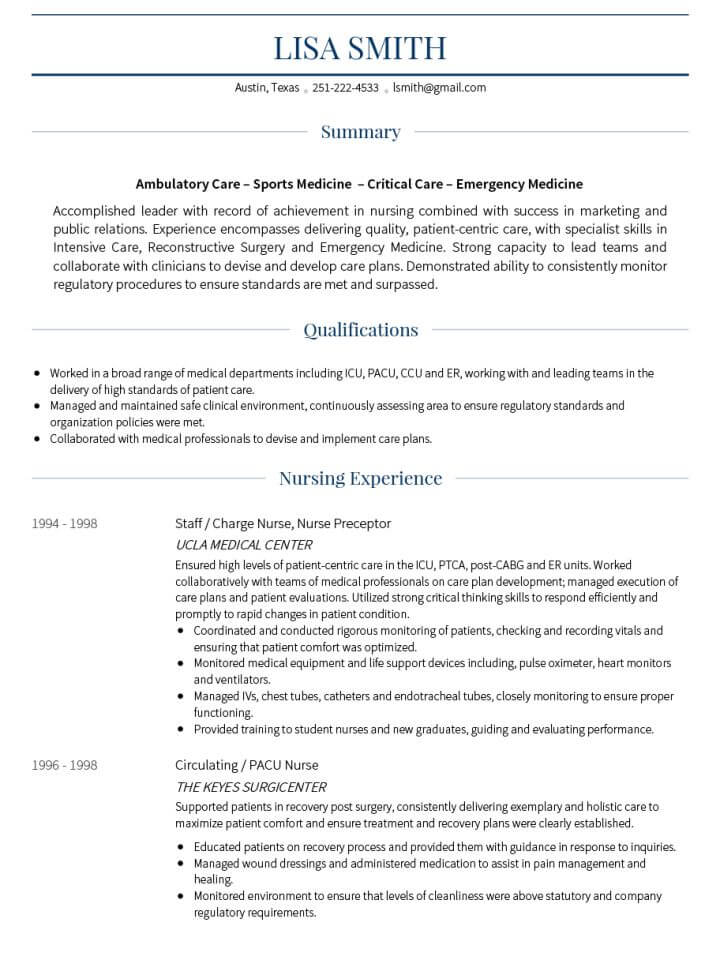 LISA SMITH
Austin, Texas • 251-222-4533 • lsmith@gmail.com
Summary
Ambulatory Care – Sports Medicine – Critical Care – Emergency Medicine
Accomplished leader with record of achievement in nursing combined with success in marketing and
public relations. Experience encompasses delivering quality, patient-centric care, with specialist skills in
Intensive Care, Reconstructive Surgery and Emergency Medicine. Strong capacity to lead teams and
collaborate with clinicians to devise and develop care plans. Demonstrated ability to consistently monitor
regulatory procedures to ensure standards are met and surpassed.
Qualifications
• Worked in a broad range of medical departments including ICU, PACU, CCU and ER, working with and leading teams in the
delivery of high standards of patient care.
• Managed and maintained safe clinical environment, continuously assessing area to ensure regulatory standards and
organization policies were met.
• Collaborated with medical professionals to devise and implement care plans.
Nursing Experience
1994 - 1998 Staff / Charge Nurse, Nurse Preceptor
UCLA MEDICAL CENTER
Ensured high levels of patient-centric care in the ICU, PTCA, post-CABG and ER units. Worked
collaboratively with teams of medical professionals on care plan development; managed execution of
care plans and patient evaluations. Utilized strong critical thinking skills to respond efficiently and
promptly to rapid changes in patient condition.
• Coordinated and conducted rigorous monitoring of patients, checking and recording vitals and
ensuring that patient comfort was optimized.
• Monitored medical equipment and life support devices including, pulse oximeter, heart monitors
and ventilators.
• Managed IVs, chest tubes, catheters and endotracheal tubes, closely monitoring to ensure proper
functioning.
• Provided training to student nurses and new graduates, guiding and evaluating performance.
1996 - 1998 Circulating / PACU Nurse
THE KEYES SURGICENTER
Supported patients in recovery post surgery, consistently delivering exemplary and holistic care to
maximize patient comfort and ensure treatment and recovery plans were clearly established.
• Educated patients on recovery process and provided them with guidance in response to inquiries.
• Managed wound dressings and administered medication to assist in pain management and
healing.
• Monitored environment to ensure that levels of cleanliness were above statutory and company
regulatory requirements.